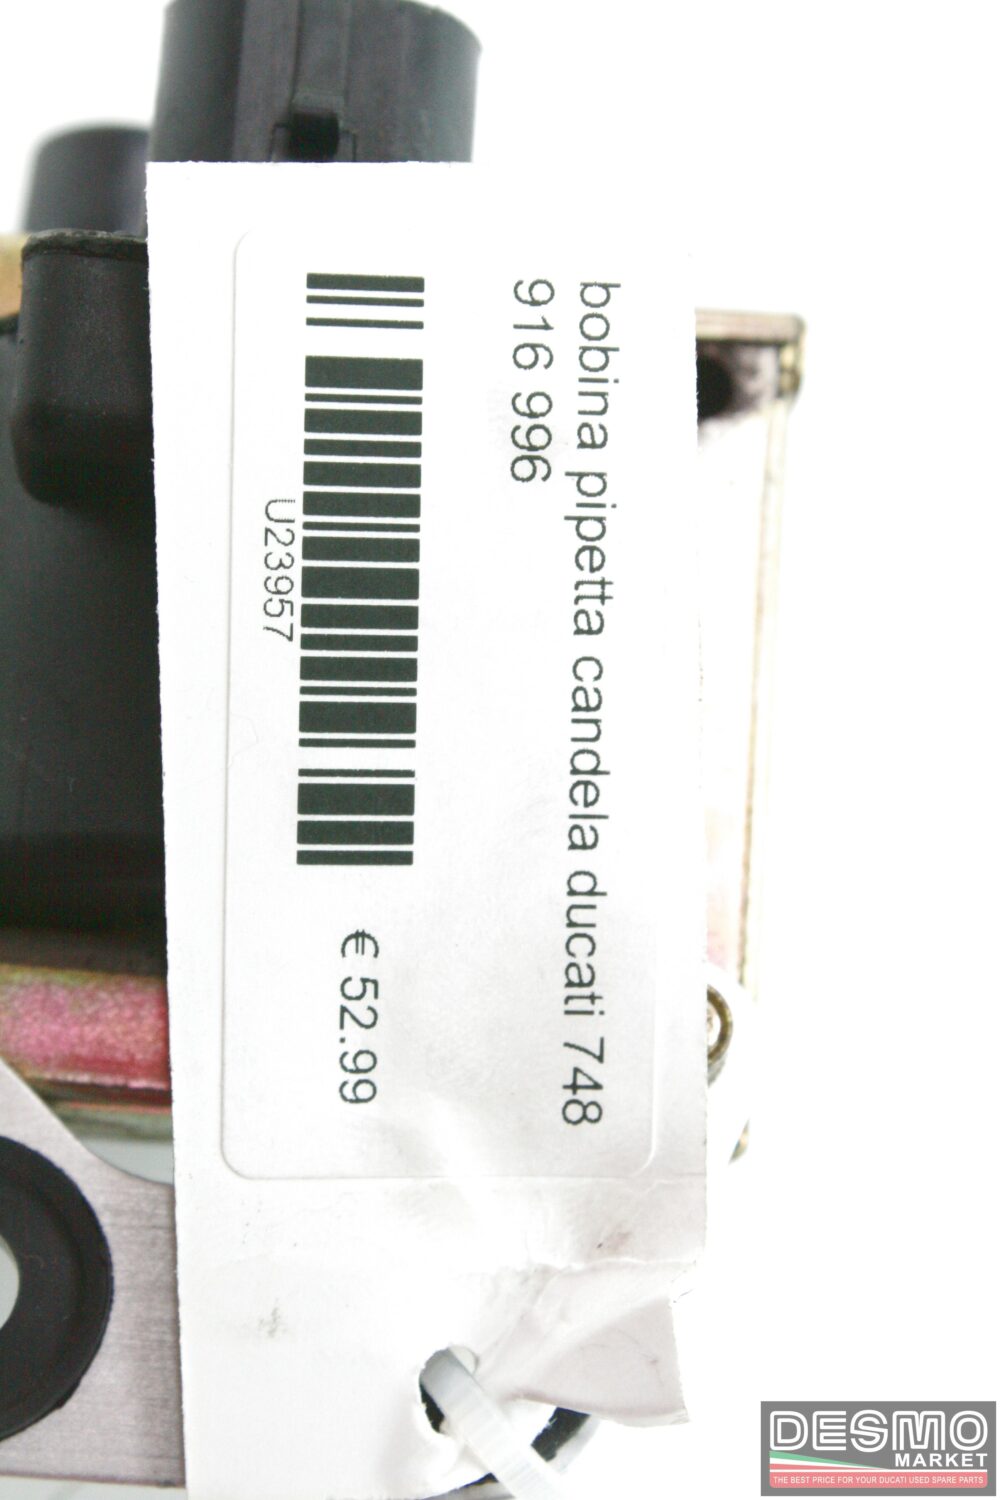 bobina pipetta candela ducati 748
916 996
U23957
€ 52.99
DESMO
MARKET
THE BEST PRICE FOR YOUR DUCATI USED SPARE PARTS